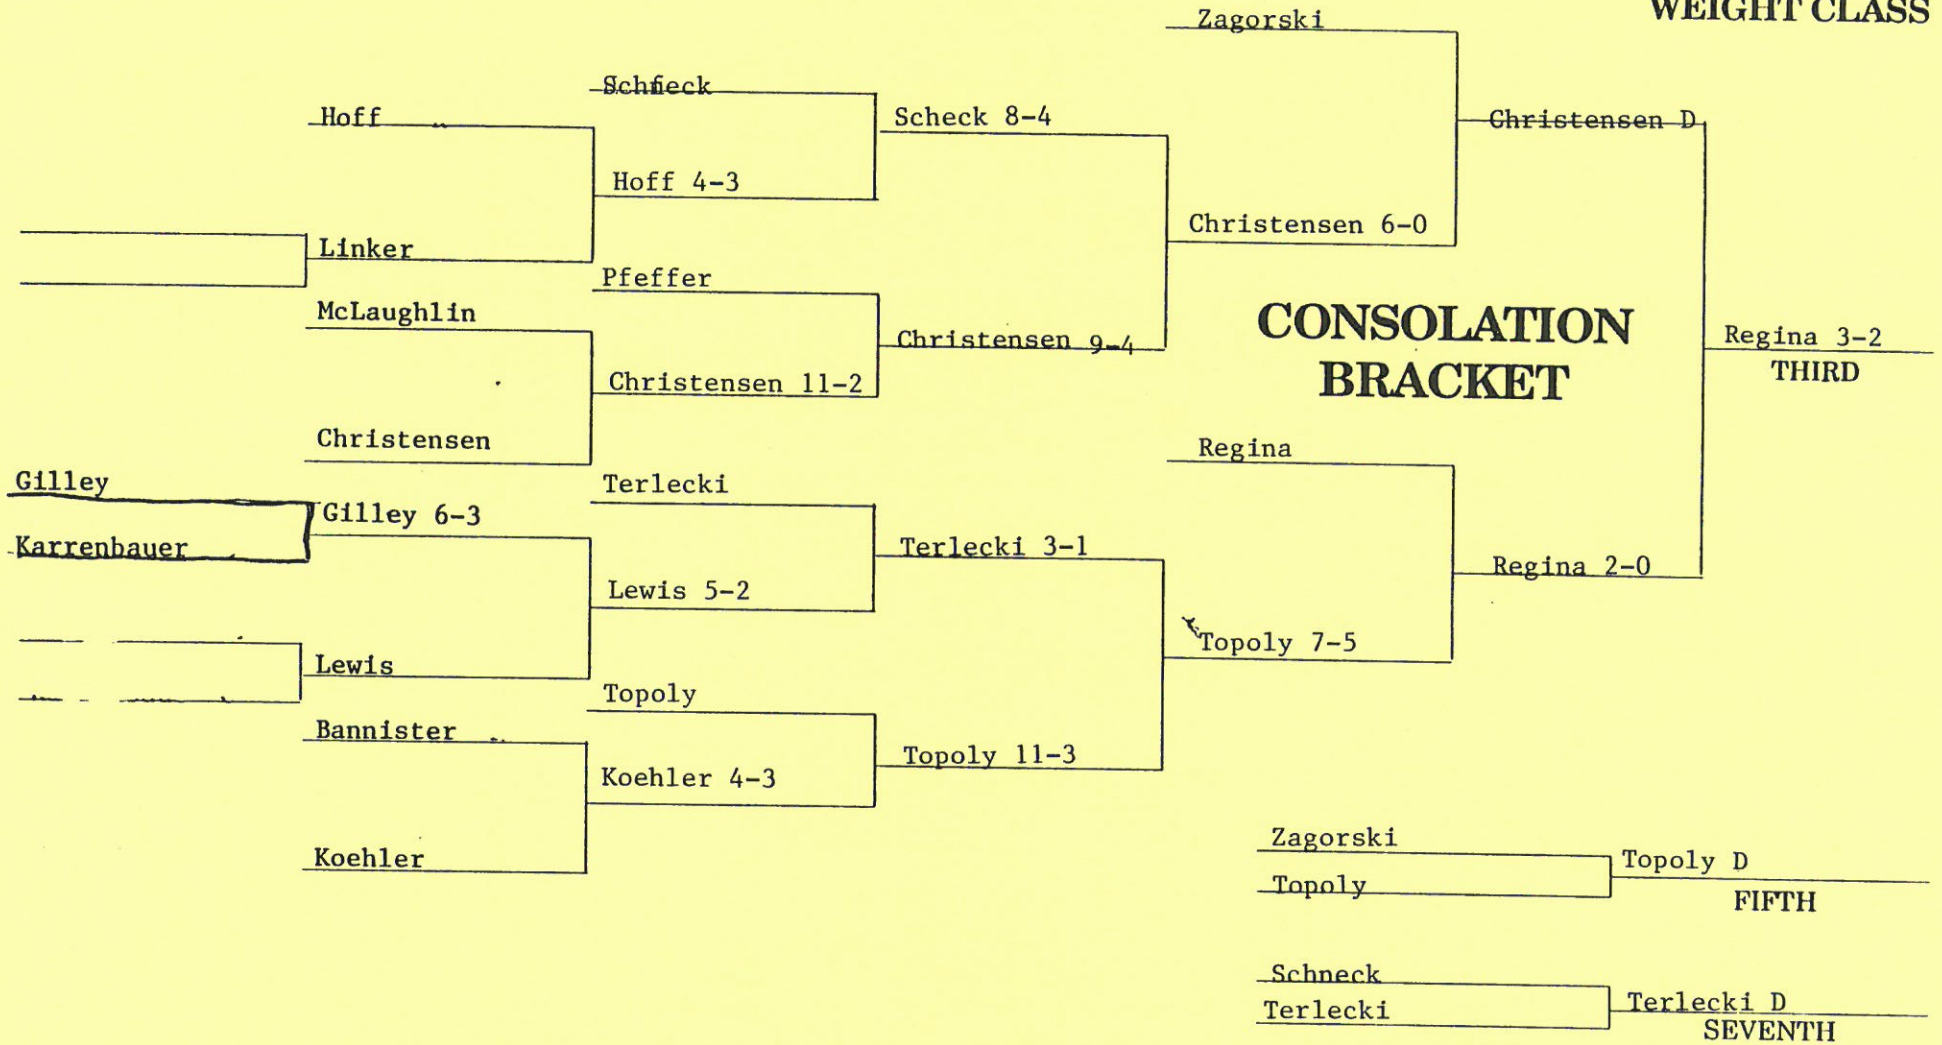 WEIGHT CLASS
Zagorski
Scheck 8-4
Hoff
Christensen D
Hoff 4-3
Christensen 6-0
Linker
Pfeffer
McLaughlin
CONSOLATION
BRACKET
Christensen 9-4
Regina 3-2
THIRD
Christensen 11-2
Christensen
Regina
Gilley
Terlecki
Gilley 6-3
Karrenbauer
Terlecki 3-1
Regina 2-0
Lewis 5-2
Topoly 7-5
Lewis
Topoly
Bannister
Topoly 11-3
Koehler 4-3
Koehler
Zagorski
Topoly D
Topoly
FIFTH
Schneck
Terlecki D
Terlecki
SEVENTH